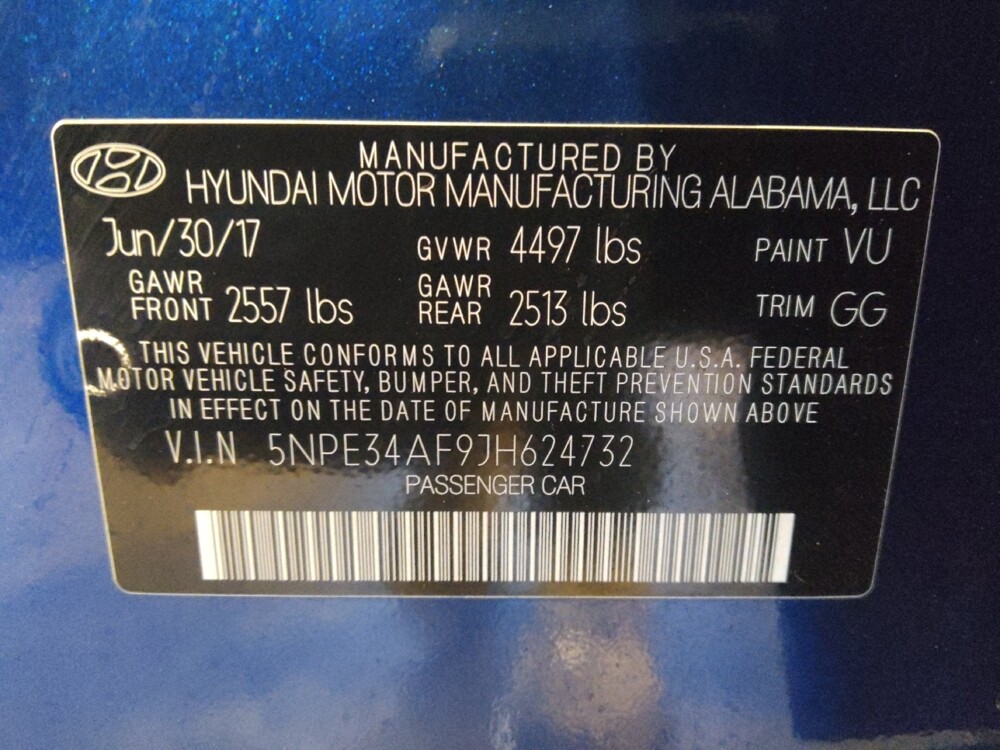 MANUFACTURED BY
HYUNDAI MOTOR MANUFACTURING ALABAMA, LLC
Jun/30/17 GVWR 4497 lbs PAINT VU
GAWR FRONT 2557 lbs GAWR REAR 2513 lbs TRIM GG
THIS VEHICLE CONFORMS TO ALL APPLICABLE U.S.A. FEDERAL
MOTOR VEHICLE SAFETY, BUMPER, AND THEFT PREVENTION STANDARDS
IN EFFECT ON THE DATE OF MANUFACTURE SHOWN ABOVE
V.I.N 5NPE34AF9JH624732
PASSENGER CAR